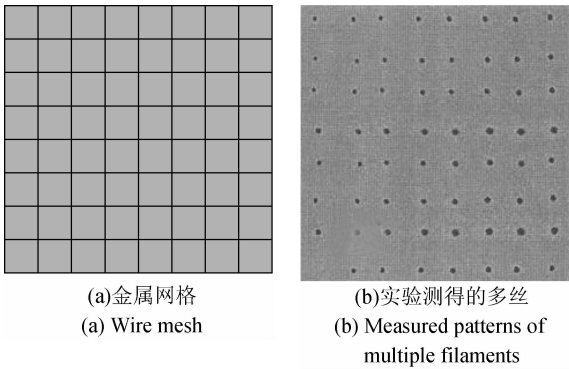 (a)金属网格
(a) Wire mesh
(b)实验测得的多丝
(b) Measured patterns of
multiple filaments